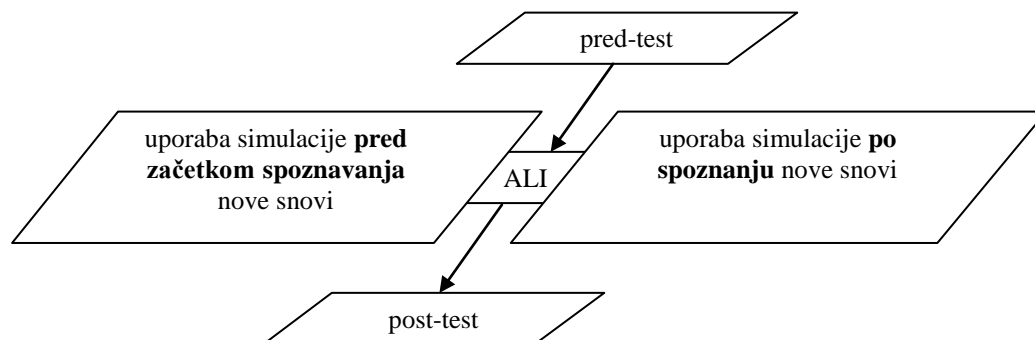 pred-test
uporaba simulacije pred
začetkom spoznavanja
nove snovi
ALI
uporaba simulacije po
spoznanju nove snovi
post-test